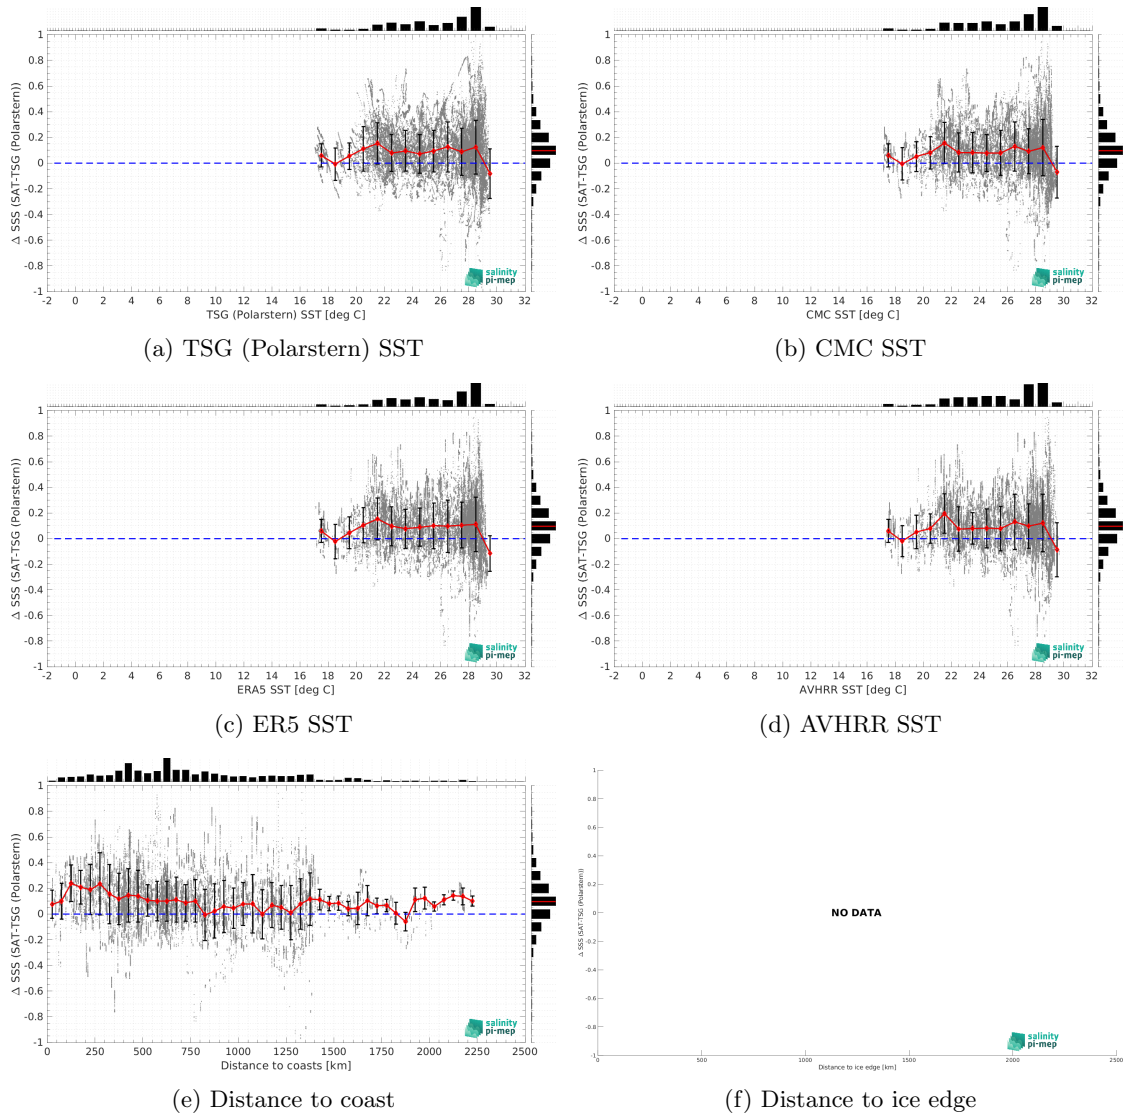 1
0.8
0.6
0.4
0.2
0
-0.2
-0.4
-0.6
-0.8
-1
Δ SSS (SAT-TSG (Polarstern))
salinity
pi-mep
-2 0 2 4 6 8 10 12 14 16 18 20 22 24 26 28 30 32
TSG (Polarstern) SST [deg C]
(a) TSG (Polarstern) SST
1
0.8
0.6
0.4
0.2
0
-0.2
-0.4
-0.6
-0.8
-1
Δ SSS (SAT-TSG (Polarstern))
salinity
pi-mep
-2 0 2 4 6 8 10 12 14 16 18 20 22 24 26 28 30 32
CMC SST [deg C]
(b) CMC SST
1
0.8
0.6
0.4
0.2
0
-0.2
-0.4
-0.6
-0.8
-1
Δ SSS (SAT-TSG (Polarstern))
salinity
pi-mep
-2 0 2 4 6 8 10 12 14 16 18 20 22 24 26 28 30 32
ERA5 SST [deg C]
(c) ER5 SST
1
0.8
0.6
0.4
0.2
0
-0.2
-0.4
-0.6
-0.8
-1
Δ SSS (SAT-TSG (Polarstern))
salinity
pi-mep
-2 0 2 4 6 8 10 12 14 16 18 20 22 24 26 28 30 32
AVHRR SST [deg C]
(d) AVHRR SST
1
0.8
0.6
0.4
0.2
0
-0.2
-0.4
-0.6
-0.8
-1
Δ SSS (SAT-TSG (Polarstern))
salinity
pi-mep
0 250 500 750 1000 1250 1500 1750 2000 2250 2500
Distance to coasts [km]
(e) Distance to coast
1
0.8
0.6
0.4
0.2
0
-0.2
-0.4
-0.6
-0.8
-1
Δ SSS (SAT-TSG (Polarstern))
NO DATA
salinity
pi-mep
0 500 1000 1500 2000 2500
Distance to ice edge [km]
(f) Distance to ice edge